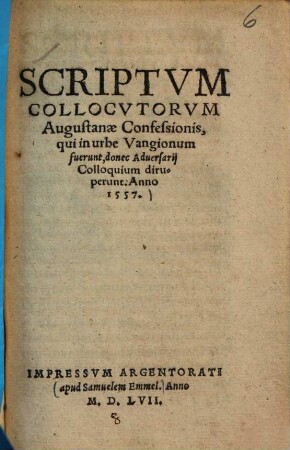 6
SCRIPTVM
COLLOCVTORVM
Augustanæ Confessionis,
qui in urbe Vangionum
fuerunt, donec Aduersarij
Colloquium diru-
perunt: Anno
1557.)
IMPRESSVM ARGENTORATI
(apud Samuelem Emmel.) Anno
M. D. LVII.